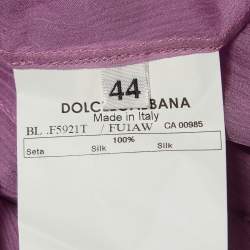 44
DOLCE&GABBANA
Made in Italy
BL .F5921T / FU1AW CA 00985
100%
Seta Silk Silk